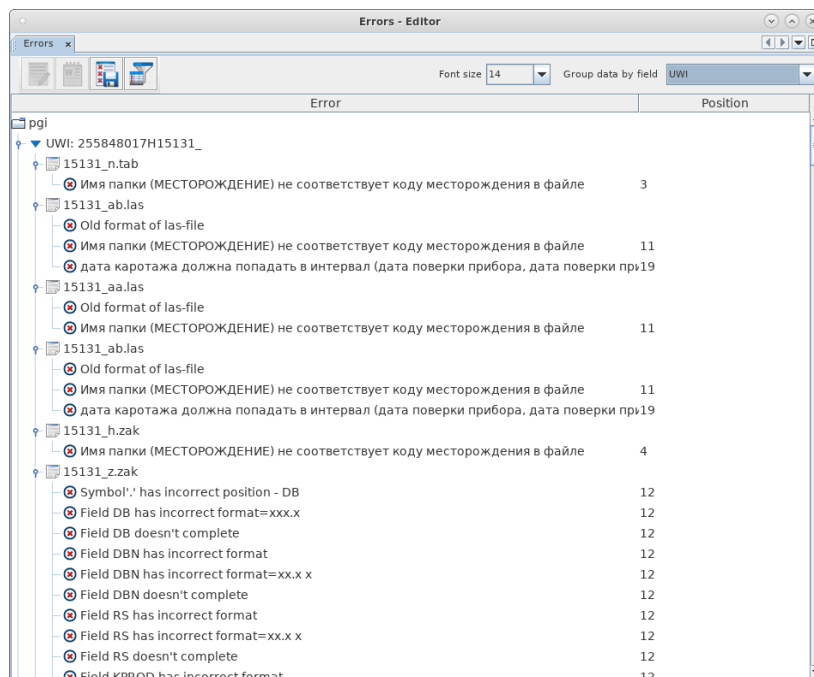 Errors - Editor
Errors x
Font size 14 Group data by field UWI
Error Position
pgi
UWI: 255848017H15131_
15131_n.tab
Имя папки (МЕСТОРОЖДЕНИЕ) не соответствует коду месторождения в файле 3
15131_ab.las
Old format of las-file
Имя папки (МЕСТОРОЖДЕНИЕ) не соответствует коду месторождения в файле 11
дата каротажа должна попадать в интервал (дата поверки прибора, дата поверки при 19
15131_aa.las
Old format of las-file
Имя папки (МЕСТОРОЖДЕНИЕ) не соответствует коду месторождения в файле 11
15131_ab.las
Old format of las-file
Имя папки (МЕСТОРОЖДЕНИЕ) не соответствует коду месторождения в файле 11
дата каротажа должна попадать в интервал (дата поверки прибора, дата поверки при 19
15131_h.zak
Имя папки (МЕСТОРОЖДЕНИЕ) не соответствует коду месторождения в файле 4
15131_z.zak
Symbol'.' has incorrect position - DB 12
Field DB has incorrect format=xxx.x 12
Field DB doesn't complete 12
Field DBN has incorrect format 12
Field DBN has incorrect format=xx.x x 12
Field DBN doesn't complete 12
Field RS has incorrect format 12
Field RS has incorrect format=xx.x x 12
Field RS doesn't complete 12
Field KPROD has incorrect format 12